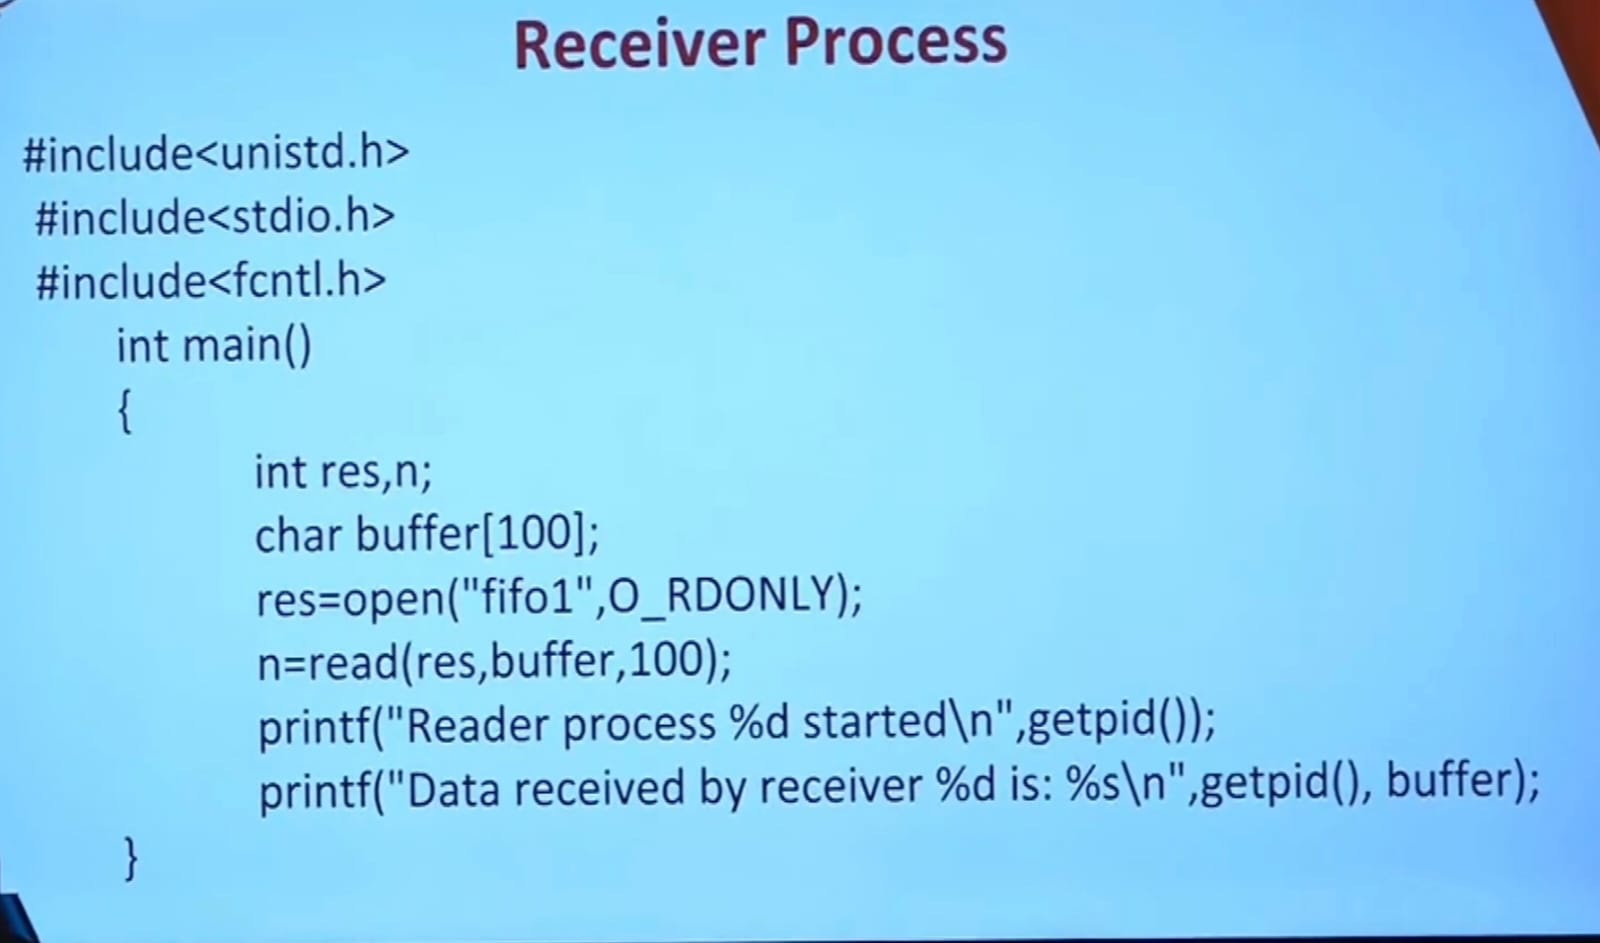 Receiver Process
#include<unistd.h>
#include<stdio.h>
#include<fcntl.h>
int main()
{
int res,n;
char buffer[100];
res=open("fifo1",O_RDONLY);
n=read(res,buffer,100);
printf("Reader process %d started\n",getpid());
printf("Data received by receiver %d is: %s\n",getpid(), buffer);
}